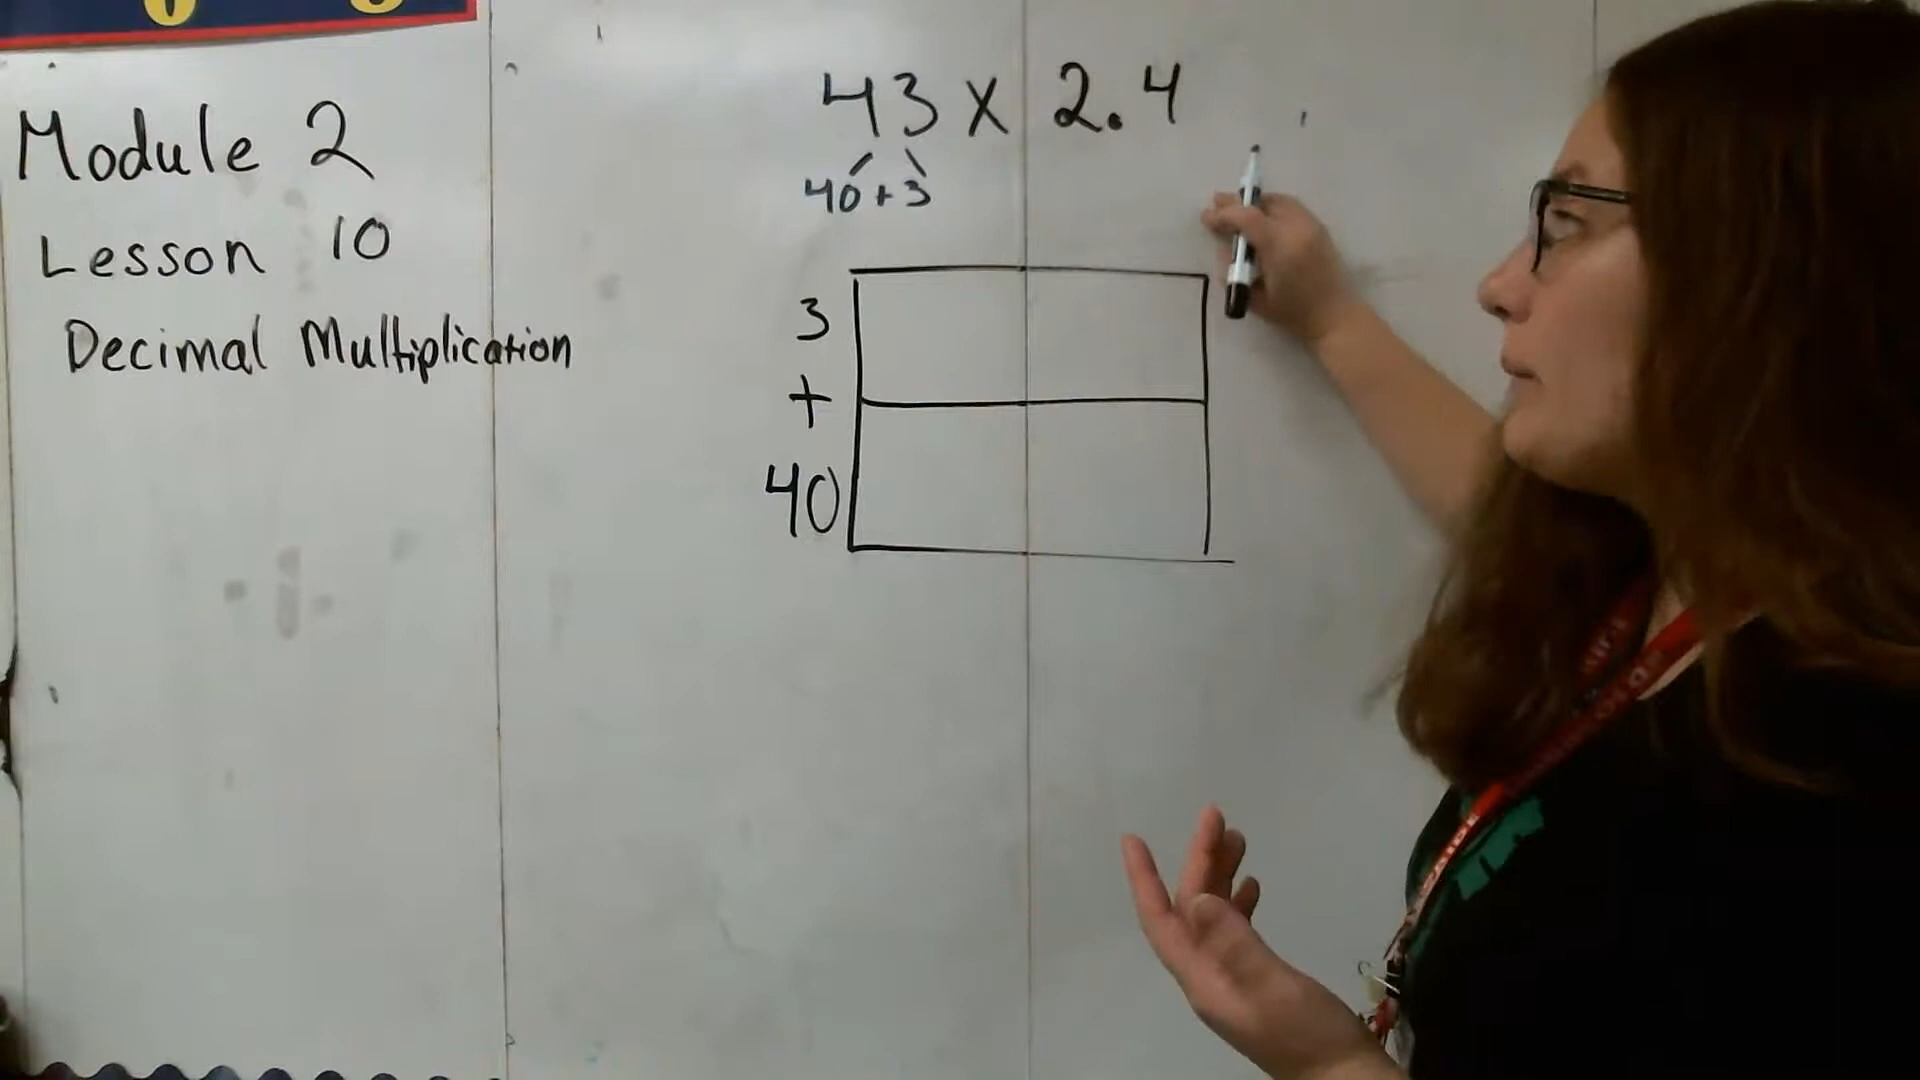 Module 2
Lesson 10
Decimal Multiplication
43 x 2.4
40+3
3
+
40